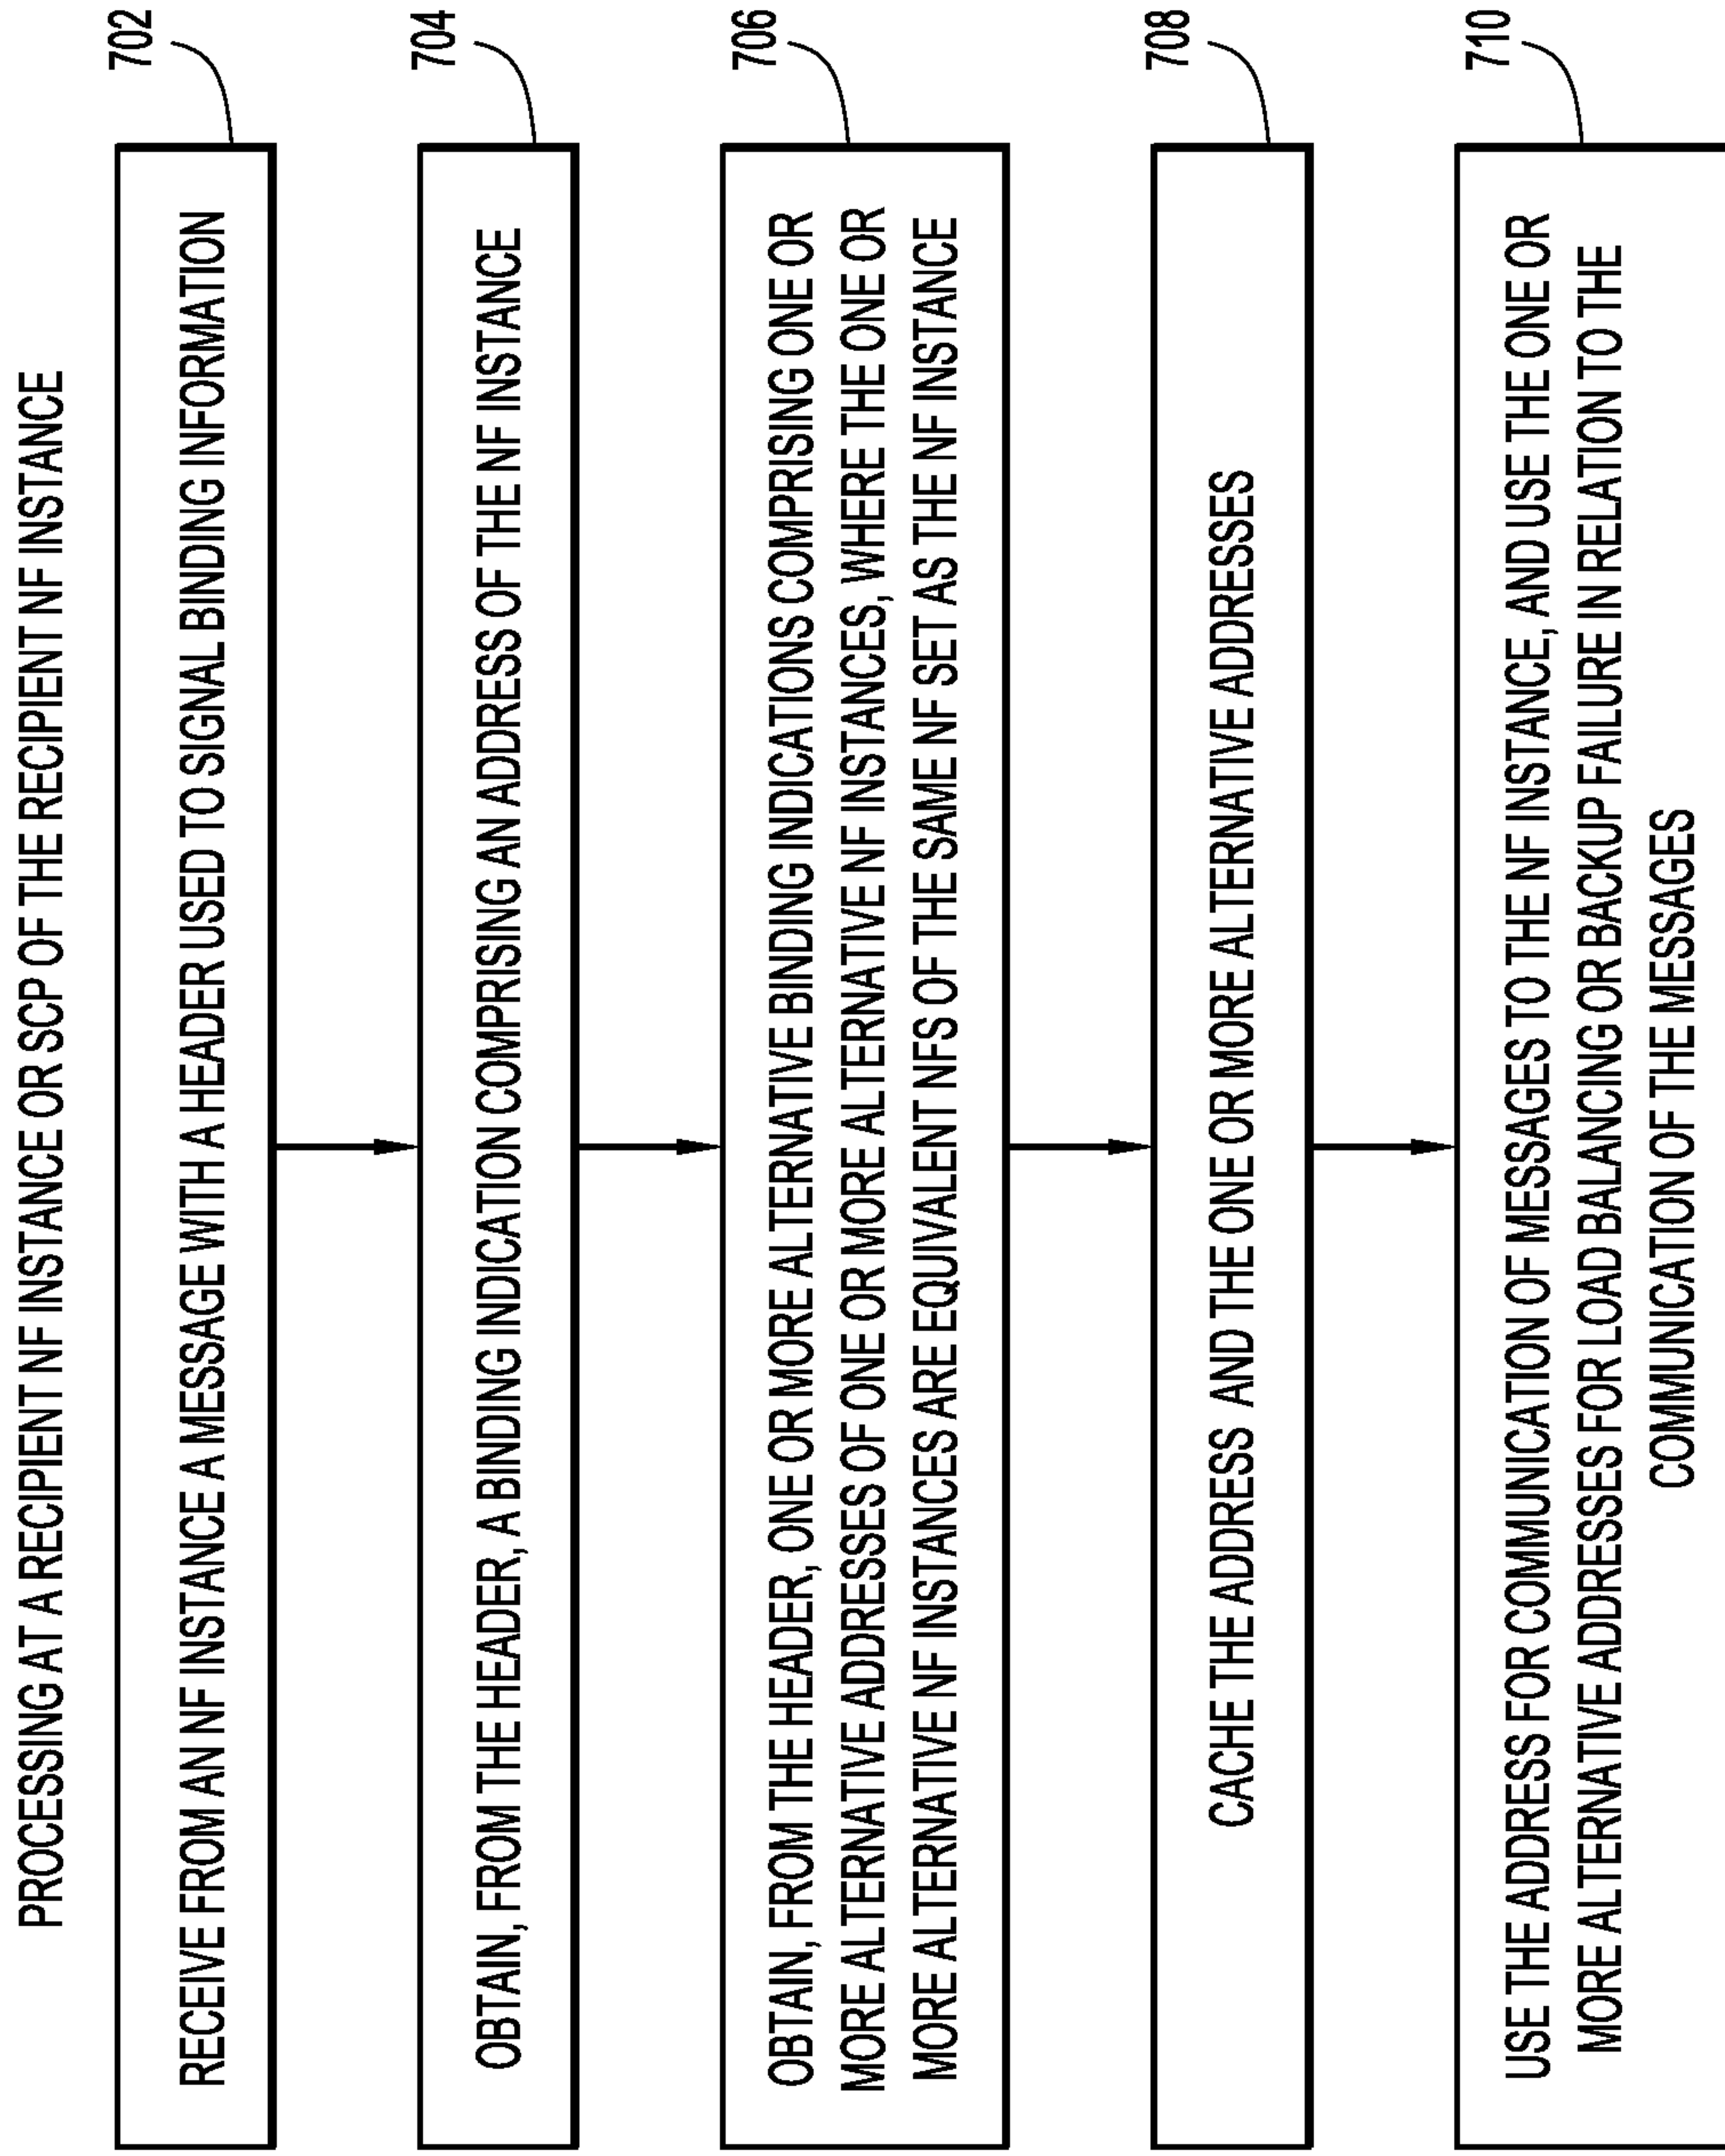 PROCESSING AT A RECIPIENT NF INSTANCE OR SCP OF THE RECIPIENT NF INSTANCE
702
RECEIVE FROM AN NF INSTANCE A MESSAGE WITH A HEADER USED TO SIGNAL BINDING INFORMATION
704
OBTAIN, FROM THE HEADER, A BINDING INDICATION COMPRISING AN ADDRESS OF THE NF INSTANCE
706
OBTAIN, FROM THE HEADER, ONE OR MORE ALTERNATIVE BINDING INDICATIONS COMPRISING ONE OR
MORE ALTERNATIVE ADDRESSES OF ONE OR MORE ALTERNATIVE NF INSTANCES, WHERE THE ONE OR
MORE ALTERNATIVE NF INSTANCES ARE EQUIVALENT NFS OF THE SAME NF SET AS THE NF INSTANCE
708
CACHE THE ADDRESS AND THE ONE OR MORE ALTERNATIVE ADDRESSES
710
USE THE ADDRESS FOR COMMUNICATION OF MESSAGES TO THE NF INSTANCE, AND USE THE ONE OR
MORE ALTERNATIVE ADDRESSES FOR LOAD BALANCING OR BACKUP FAILURE IN RELATION TO THE
COMMUNICATION OF THE MESSAGES